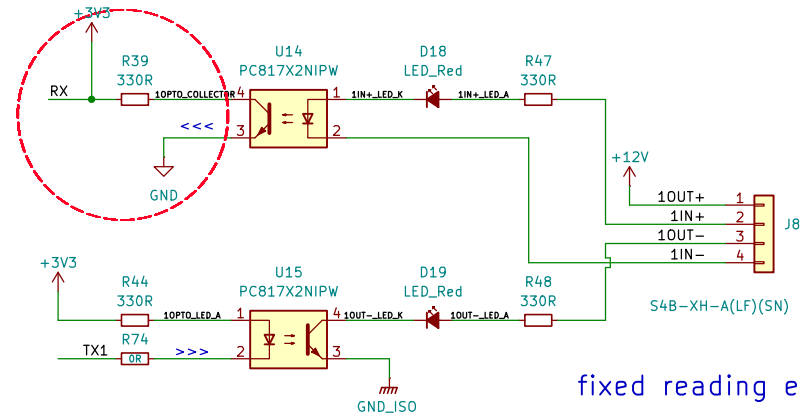 +3V3
R39
330R
RX
1OPTO_COLLECTOR
<<<
GND
U14
PC817X2NIPW
4
3
1
2
1IN+_LED_K
D18
LED_Red
1IN+_LED_A
R47
330R
+12V
1OUT+
1IN+
1OUT-
1IN-
1
2
3
4
J8
S4B-XH-A(LF)(SN)
+3V3
R44
330R
1OPTO_LED_A
R74
0R
TX1
>>>
U15
PC817X2NIPW
1
2
4
3
1OUT-_LED_K
D19
LED_Red
1OUT-_LED_A
R48
330R
GND_ISO
fixed reading e